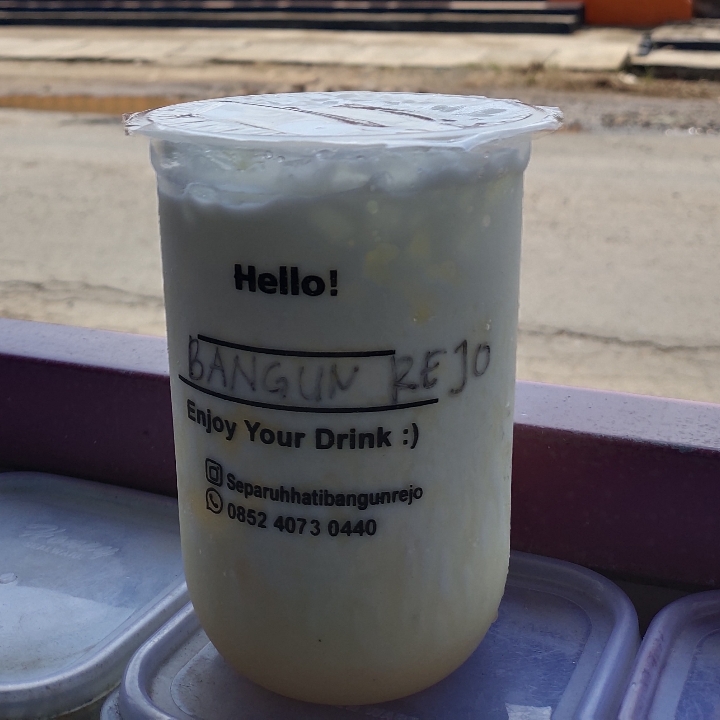 Hello!
BANGUN REJO
Enjoy Your Drink :)
Separuhhatibangunrejo
0852 4073 0440